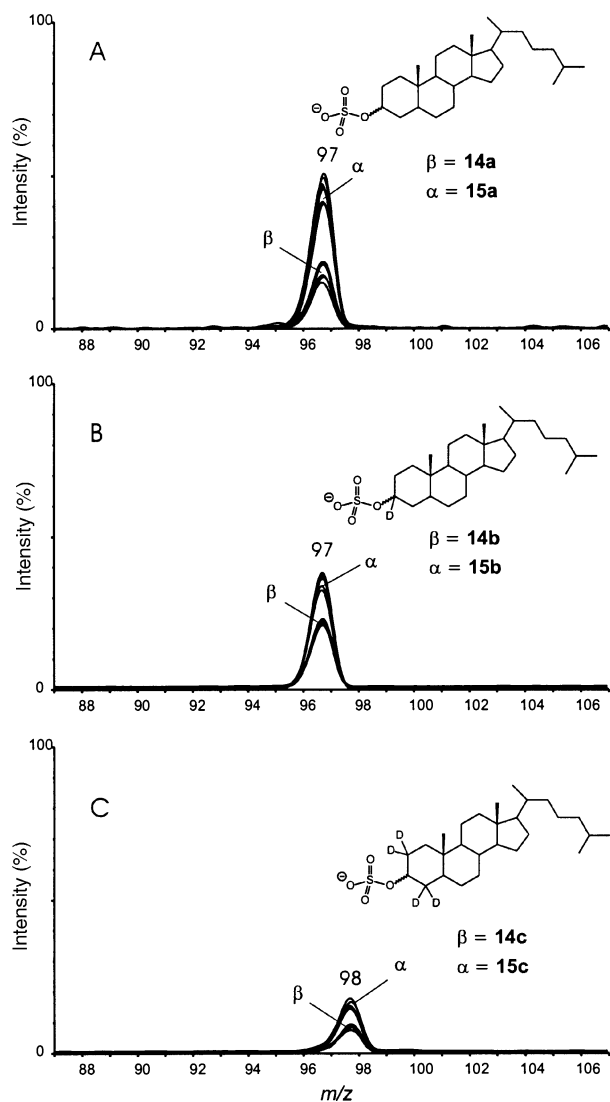 100
A
⊖
O
O
S
O
O
97
α
β
β = 14a
α = 15a
Intensity (%)
0
88 90 92 94 96 98 100 102 104 106
100
B
⊖
O
O
S
O
O
D
97
α
β
β = 14b
α = 15b
Intensity (%)
0
88 90 92 94 96 98 100 102 104 106
100
C
⊖
D
D
O
O
S
O
O
D D
98
α
β
β = 14c
α = 15c
Intensity (%)
0
88 90 92 94 96 98 100 102 104 106
m/z